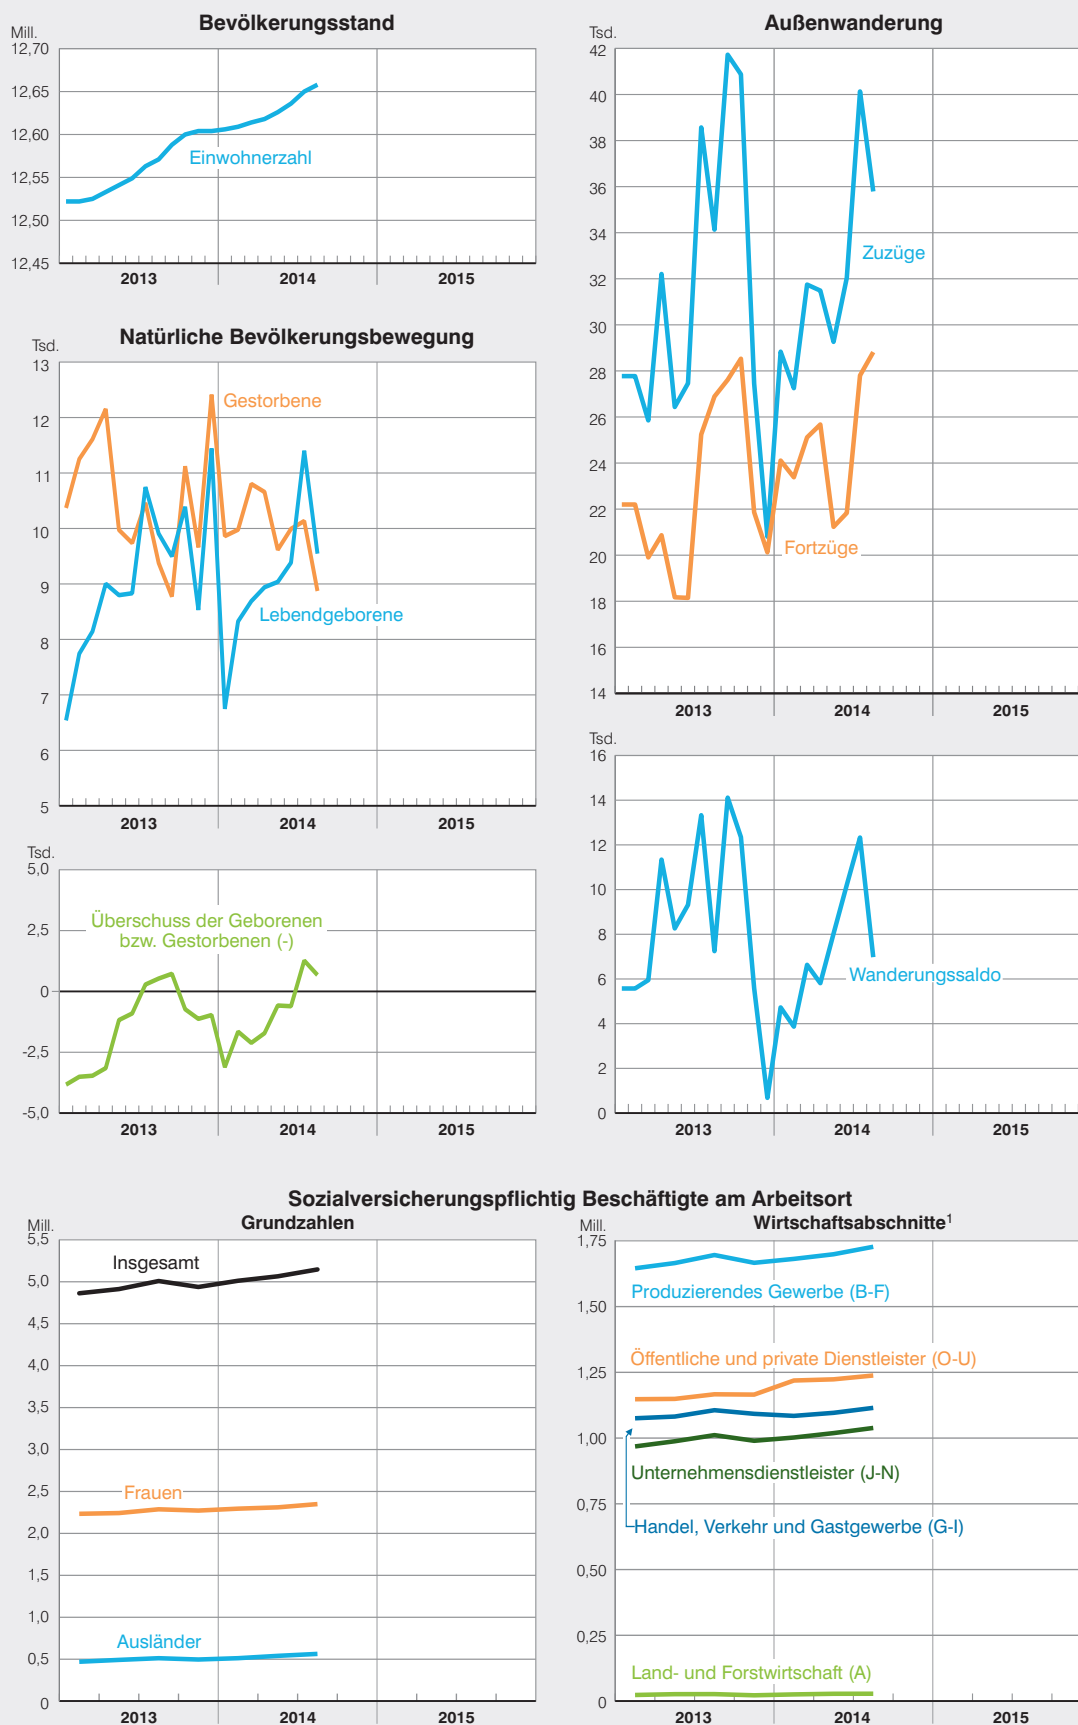 Bevölkerungsstand
Mill.
12,70
12,65
12,60
12,55
12,50
12,45
Einwohnerzahl
2013
2014
2015
Natürliche Bevölkerungsbewegung
Tsd.
13
12
11
10
9
8
7
6
5
Gestorbene
Lebendgeborene
2013
2014
2015
Tsd.
5,0
2,5
0
-2,5
-5,0
Überschuss der Geborenen
bzw. Gestorbenen (-)
2013
2014
2015
Außenwanderung
Tsd.
42
40
38
36
34
32
30
28
26
24
22
20
18
16
14
Zuzüge
Fortzüge
2013
2014
2015
Tsd.
16
14
12
10
8
6
4
2
0
Wanderungssaldo
2013
2014
2015
Sozialversicherungspflichtig Beschäftigte am Arbeitsort
Grundzahlen
Mill.
5,5
5,0
4,5
4,0
3,5
3,0
2,5
2,0
1,5
1,0
0,5
0
Insgesamt
Frauen
Ausländer
2013
2014
2015
Wirtschaftsabschnitte¹
Mill.
1,75
1,50
1,25
1,00
0,75
0,50
0,25
0
Produzierendes Gewerbe (B-F)
Öffentliche und private Dienstleister (O-U)
Unternehmensdienstleister (J-N)
Handel, Verkehr und Gastgewerbe (G-I)
Land- und Forstwirtschaft (A)
2013
2014
2015